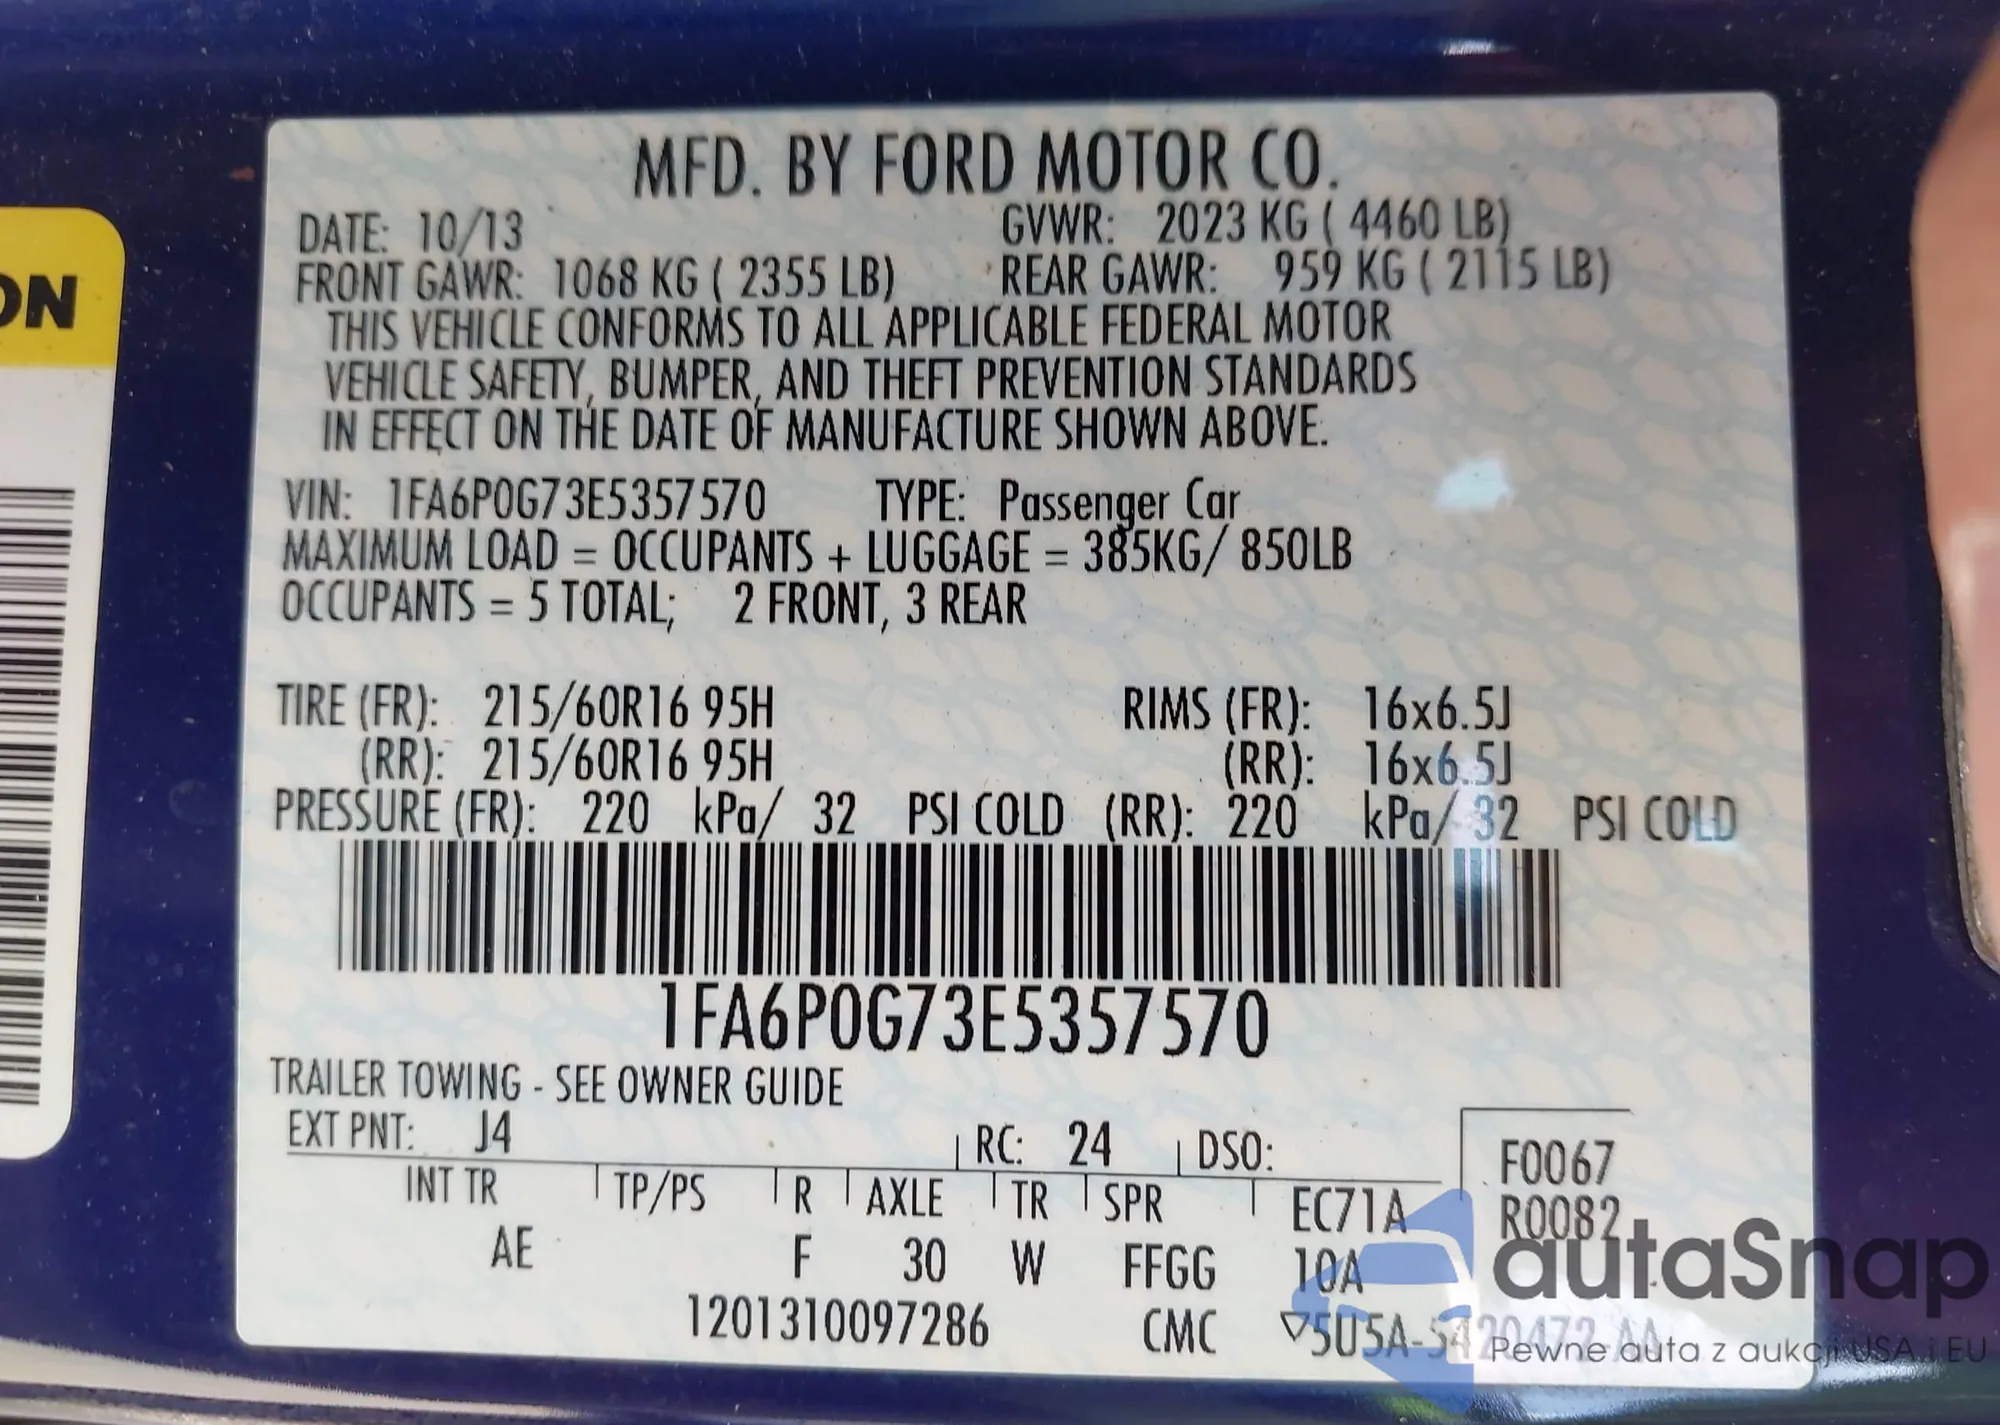 ON
MFD. BY FORD MOTOR CO.
DATE: 10/13 GVWR: 2023 KG ( 4460 LB)
FRONT GAWR: 1068 KG ( 2355 LB) REAR GAWR: 959 KG ( 2115 LB)
THIS VEHICLE CONFORMS TO ALL APPLICABLE FEDERAL MOTOR
VEHICLE SAFETY, BUMPER, AND THEFT PREVENTION STANDARDS
IN EFFECT ON THE DATE OF MANUFACTURE SHOWN ABOVE.
VIN: 1FA6P0G73E5357570 TYPE: Passenger Car
MAXIMUM LOAD = OCCUPANTS + LUGGAGE = 385KG/ 850LB
OCCUPANTS = 5 TOTAL; 2 FRONT, 3 REAR
TIRE (FR): 215/60R16 95H RIMS (FR): 16x6.5J
(RR): 215/60R16 95H (RR): 16x6.5J
PRESSURE (FR): 220 kPa/ 32 PSI COLD (RR): 220 kPa/ 32 PSI COLD
1FA6P0G73E5357570
TRAILER TOWING - SEE OWNER GUIDE
EXT PNT: J4 RC: 24 DSO: F0067
INT TR TP/PS R AXLE TR SPR EC71A R0082
AE F 30 W FFGG 10A
1201310097286 CMC ▽5U5A-5420472-AA
autaSnap
Pewne auta z aukcji USA i EU